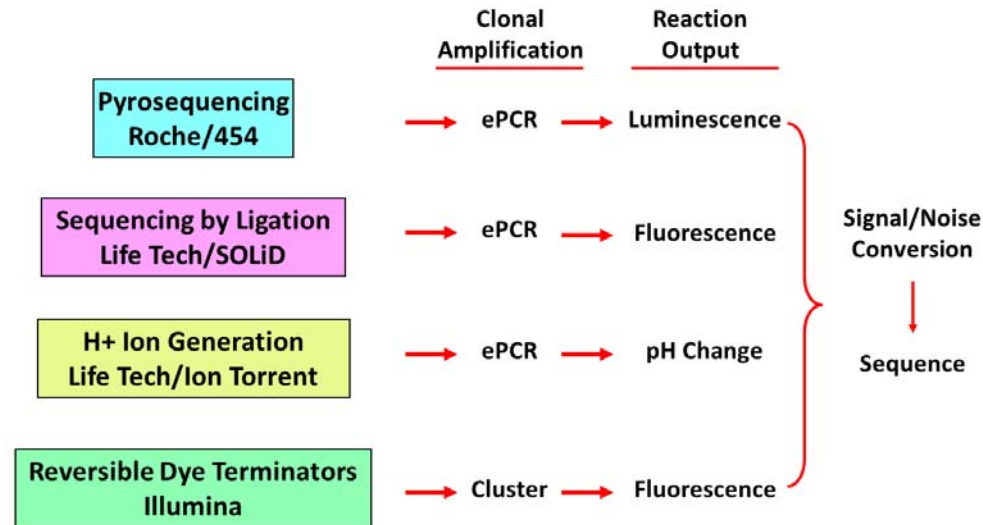 Clonal
Amplification
Reaction
Output
Pyrosequencing
Roche/454
ePCR
Luminescence
Sequencing by Ligation
Life Tech/SOLiD
ePCR
Fluorescence
Signal/Noise
Conversion
H+ Ion Generation
Life Tech/Ion Torrent
ePCR
pH Change
Sequence
Reversible Dye Terminators
Illumina
Cluster
Fluorescence